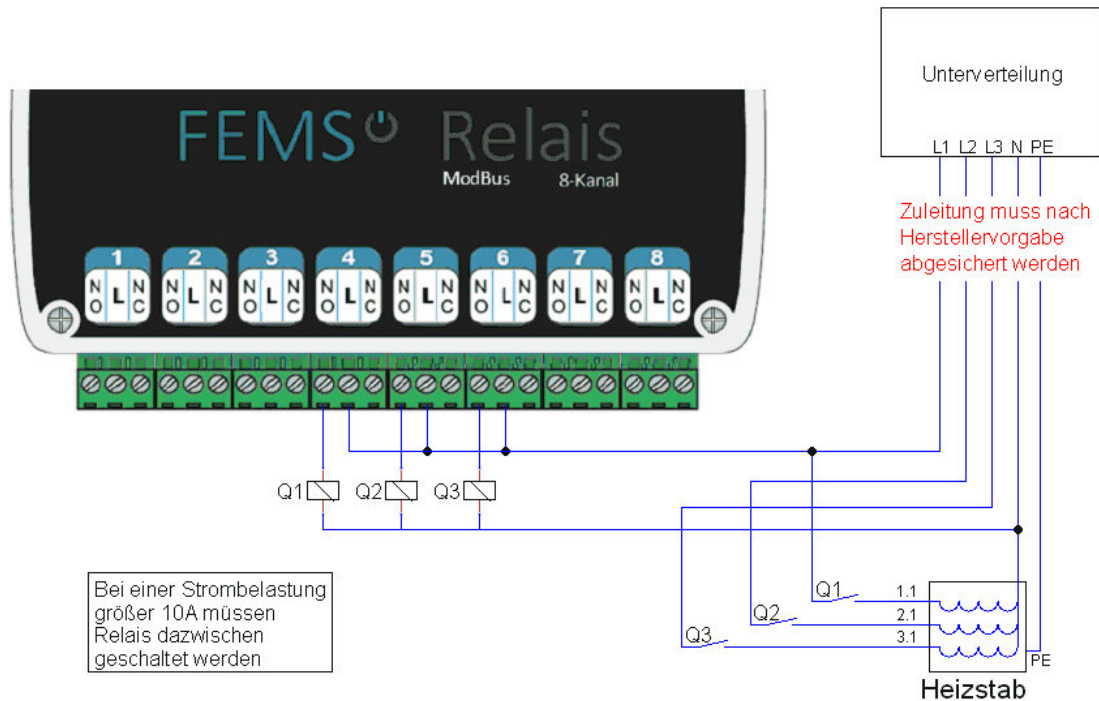 Unterverteilung
L1 L2 L3 N PE
Zuleitung muss nach
Herstellervorgabe
abgesichert werden
FEMS Relais
ModBus 8-Kanal
1 2 3 4 5 6 7 8
NO L NC NO L NC NO L NC NO L NC NO L NC NO L NC NO L NC NO L NC
Q1 Q2 Q3
Bei einer Strombelastung
größer 10A müssen
Relais dazwischen
geschaltet werden
Q1 1.1
Q2 2.1
Q3 3.1
PE
Heizstab